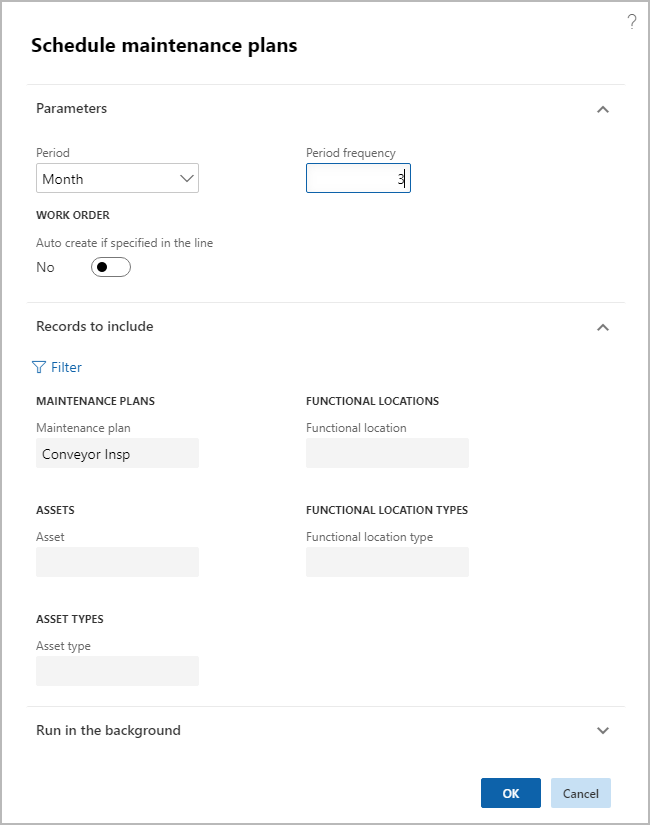 ?
Schedule maintenance plans
Parameters
Period
Period frequency
Month
3
WORK ORDER
Auto create if specified in the line
No
Records to include
Filter
MAINTENANCE PLANS
FUNCTIONAL LOCATIONS
Maintenance plan
Functional location
Conveyor Insp
ASSETS
FUNCTIONAL LOCATION TYPES
Asset
Functional location type
ASSET TYPES
Asset type
Run in the background
OK
Cancel